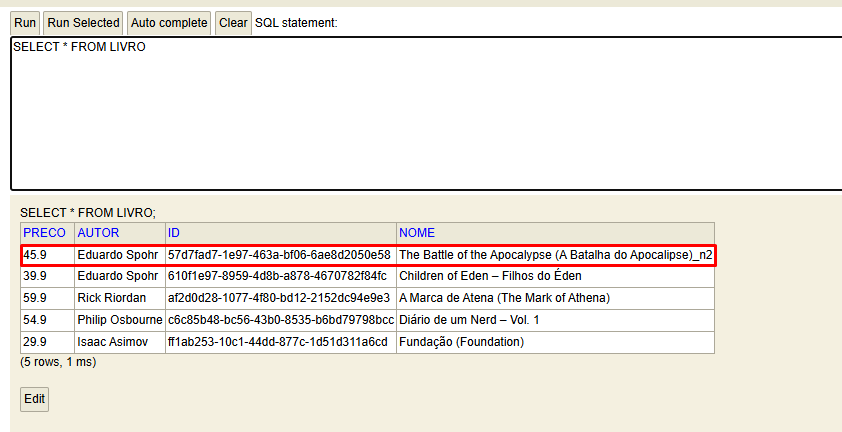 Run Run Selected Auto complete Clear SQL statement:
SELECT * FROM LIVRO
SELECT * FROM LIVRO;
PRECO AUTOR ID NOME
45.9 Eduardo Spohr 57d7fad7-1e97-463a-bf06-6ae8d2050e58 The Battle of the Apocalypse (A Batalha do Apocalipse)_n2
39.9 Eduardo Spohr 610f1e97-8959-4d8b-a878-4670782f84fc Children of Eden – Filhos do Éden
59.9 Rick Riordan af2d0d28-1077-4f80-bd12-2152dc94e9e3 A Marca de Atena (The Mark of Athena)
54.9 Philip Osbourne c6c85b48-bc56-43b0-8535-b6bd79798bcc Diário de um Nerd – Vol. 1
29.9 Isaac Asimov ff1ab253-10c1-44dd-877c-1d51d311a6cd Fundação (Foundation)
(5 rows, 1 ms)
Edit